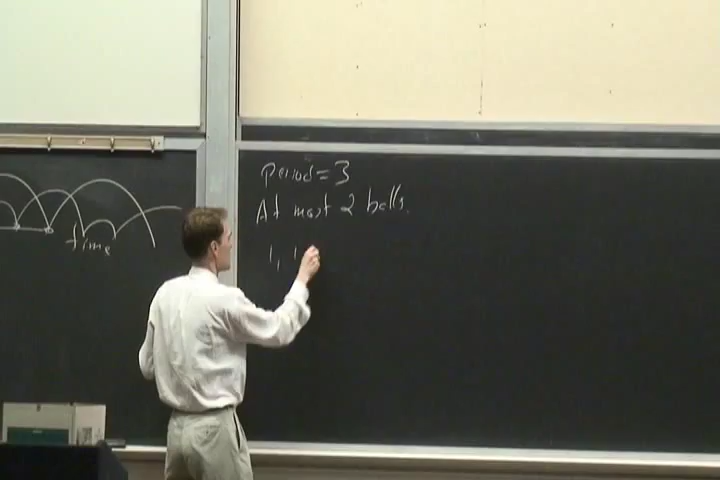 time
Period = 3
At most 2 balls.
1, 1